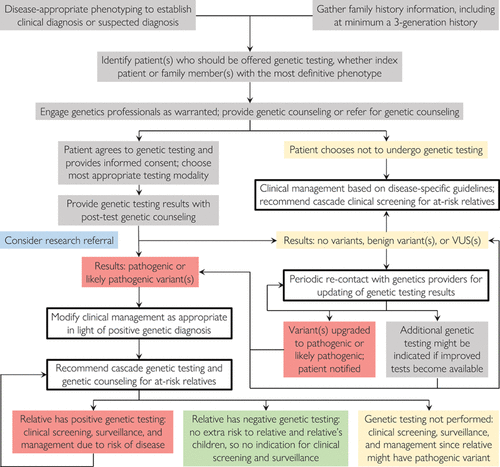 Disease-appropriate phenotyping to establish
clinical diagnosis or suspected diagnosis
Gather family history information, including
at minimum a 3-generation history
Identify patient(s) who should be offered genetic testing, whether index
patient or family member(s) with the most definitive phenotype
Engage genetics professionals as warranted; provide genetic counseling or refer for genetic counseling
Patient agrees to genetic testing and
provides informed consent; choose
most appropriate testing modality
Patient chooses not to undergo genetic testing
Clinical management based on disease-specific guidelines;
recommend cascade clinical screening for at-risk relatives
Provide genetic testing results with
post-test genetic counseling
Consider research referral
Results: no variants, benign variant(s), or VUS(s)
Results: pathogenic or
likely pathogenic variant(s)
Periodic re-contact with genetics providers for
updating of genetic testing results
Modify clinical management as appropriate
in light of positive genetic diagnosis
Variant(s) upgraded
to pathogenic or
likely pathogenic;
patient notified
Additional genetic
testing might be
indicated if improved
tests become available
Recommend cascade genetic testing and
genetic counseling for at-risk relatives
Relative has positive genetic testing:
clinical screening, surveillance, and
management due to risk of disease
Relative has negative genetic testing:
no extra risk to relative and relative's
children, so no indication for clinical
screening and surveillance
Genetic testing not performed:
clinical screening, surveillance,
and management since relative
might have pathogenic variant